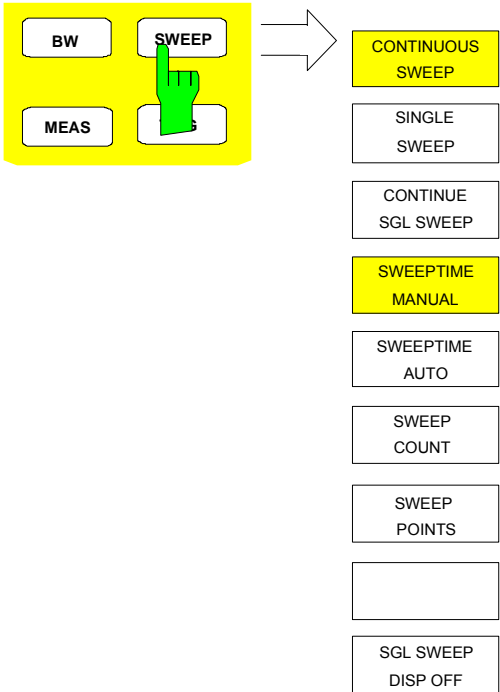 BW
SWEEP
MEAS
CONTINUOUS
SWEEP
SINGLE
SWEEP
CONTINUE
SGL SWEEP
SWEEPTIME
MANUAL
SWEEPTIME
AUTO
SWEEP
COUNT
SWEEP
POINTS
SGL SWEEP
DISP OFF